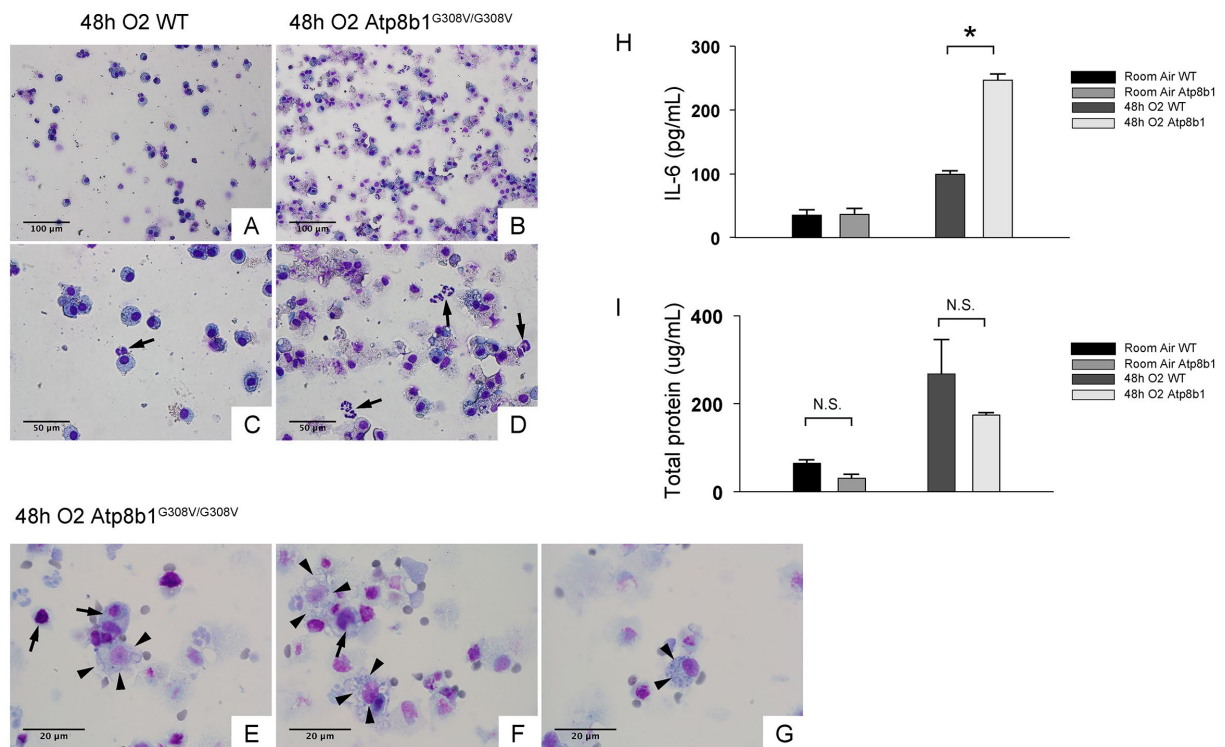 48h O2 WT
48h O2 Atp8b1G308V/G308V
100 µm
A
100 µm
B
50 µm
C
50 µm
D
48h O2 Atp8b1G308V/G308V
20 µm
E
20 µm
F
20 µm
G
H
IL-6 (pg/mL)
300
200
100
0
*
Room Air WT
Room Air Atp8b1
48h O2 WT
48h O2 Atp8b1
I
Total protein (ug/mL)
400
200
0
N.S.
N.S.
Room Air WT
Room Air Atp8b1
48h O2 WT
48h O2 Atp8b1